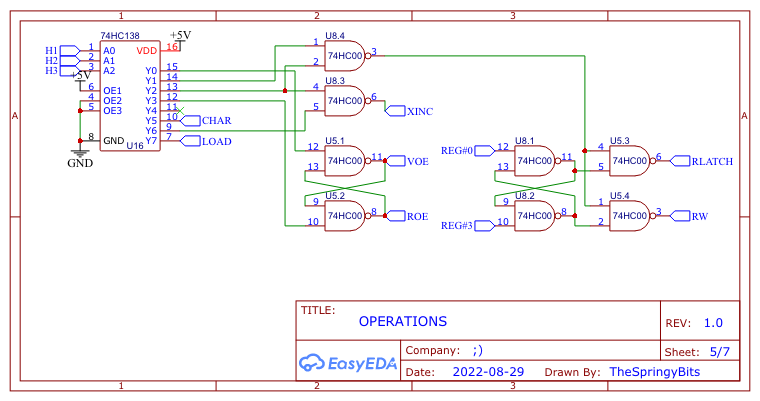 1 2 3
74HC138 +5V
H1 1 A0 VDD 16
H2 2 A1
H3 3 A2
+5V
Y0 15
Y1 14
6 OE1 Y2 13
4 OE2 Y3 12
5 OE3 Y4 11
Y5 10 CHAR
Y6 9
8 GND Y7 7 LOAD
U16
GND
U8.4
1 2 74HC00 3
U8.3
4 5 74HC00 6
XINC
U5.1
12 13 74HC00 11 VOE
U5.2
9 10 74HC00 8 ROE
U8.1
REG#0 12 13 74HC00 11
U8.2
REG#3 9 10 74HC00 8
U5.3
4 5 74HC00 6 RLATCH
U5.4
1 2 74HC00 3 RW
A A
TITLE:
OPERATIONS
REV: 1.0
EasyEDA
Company: ;)
Sheet: 5/7
Date: 2022-08-29 Drawn By: TheSpringyBits
1 2 3